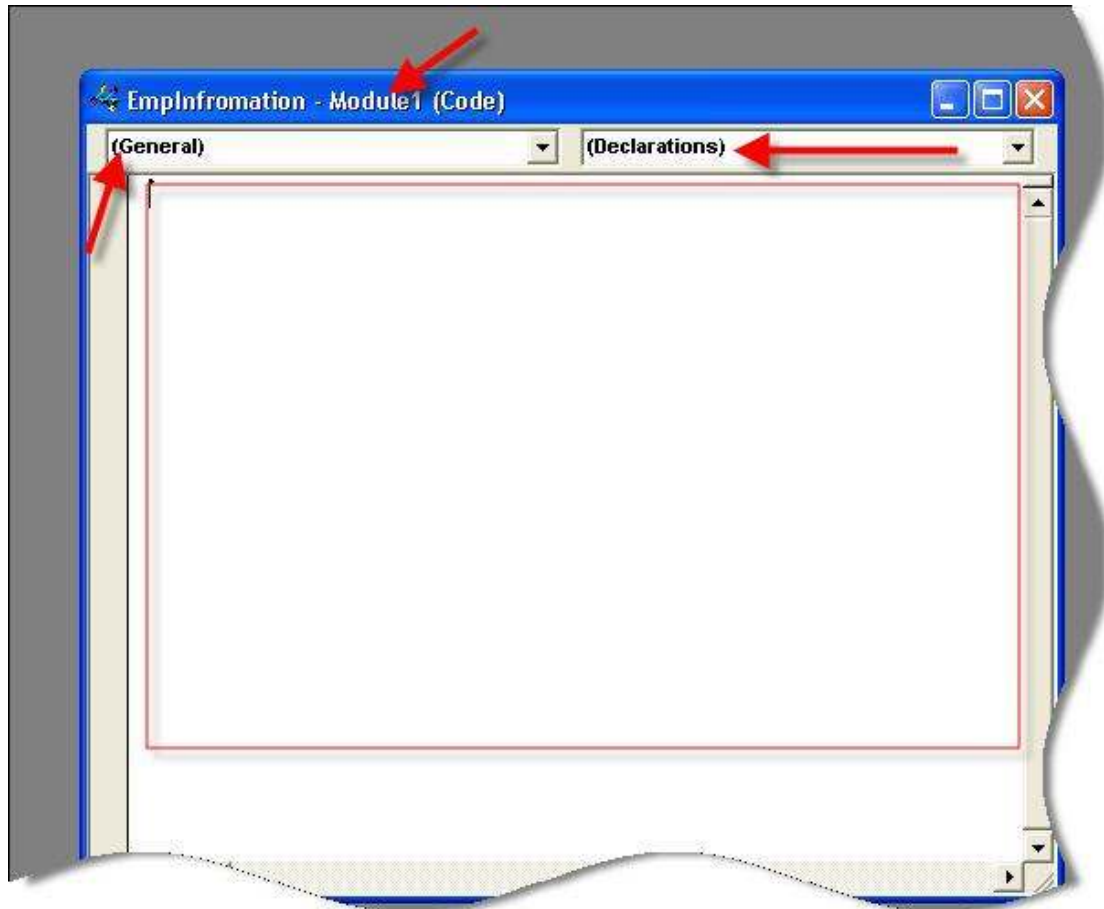 EmpInfromation - Module1 (Code)
(General) (Declarations)